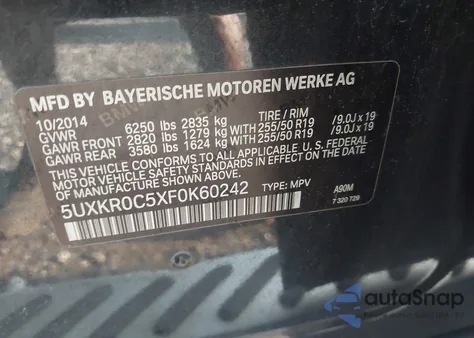 MFD BY BAYERISCHE MOTOREN WERKE AG
10/2014 TIRE / RIM
GVWR 6250 lbs 2835 kg
GAWR FRONT 2820 lbs 1279 kg WITH 255/50 R19 /9.0J x 19
GAWR REAR 3580 lbs 1624 kg WITH 255/50 R19 /9.0J x 19
THIS VEHICLE CONFORMS TO ALL APPLICABLE U.S. FEDERAL
MOTOR VEHICLE SAFETY STANDARDS IN EFFECT ON THE DATE
OF MANUFACTURE SHOWN ABOVE.
5UXKR0C5XF0K60242 TYPE: MPV A90M
7 320 729
autoSnap